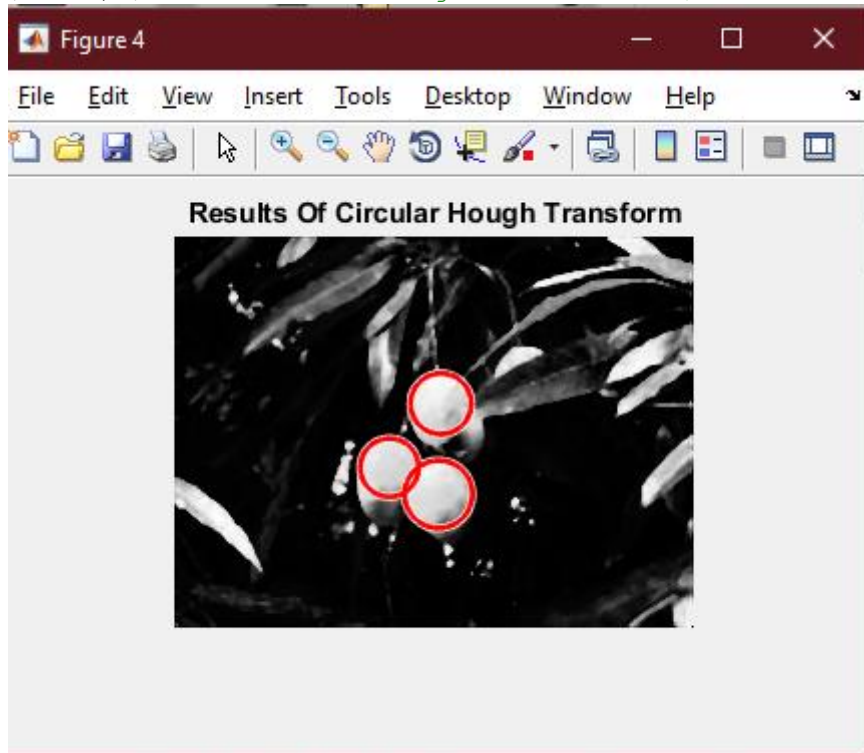 Figure 4
File Edit View Insert Tools Desktop Window Help
Results Of Circular Hough Transform